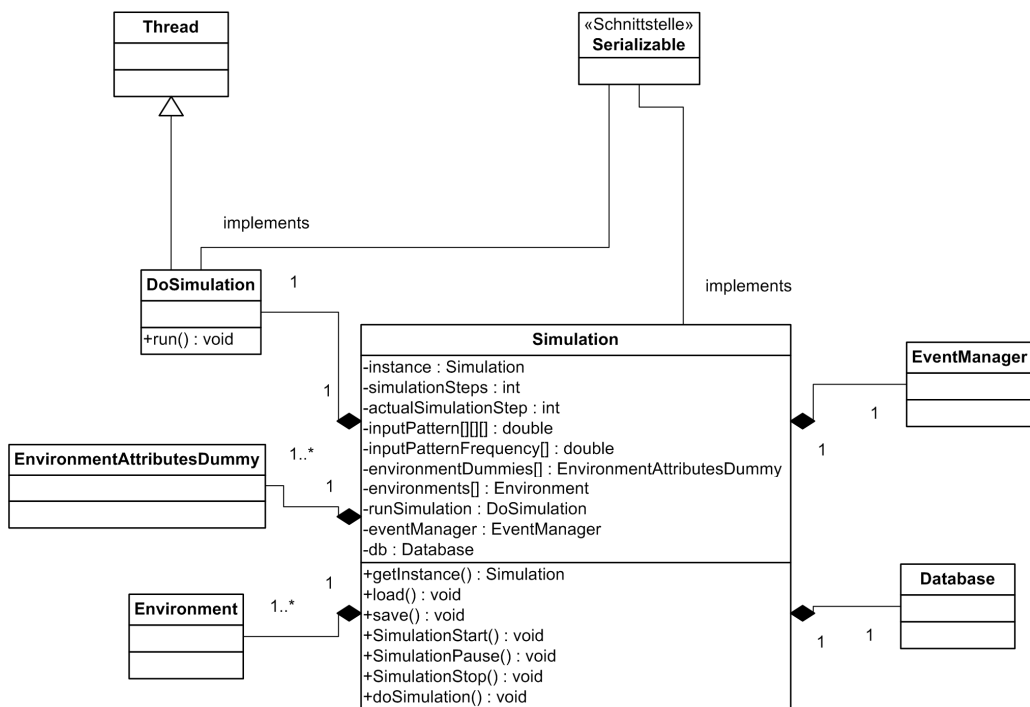 Thread
«Schnittstelle»
Serializable
implements
DoSimulation
+run() : void
1
implements
Simulation
-instance : Simulation
-simulationSteps : int
-actualSimulationStep : int
-inputPattern[][][] : double
-inputPatternFrequency[] : double
-environmentDummies[] : EnvironmentAttributesDummy
-environments[] : Environment
-runSimulation : DoSimulation
-eventManager : EventManager
-db : Database
+getInstance() : Simulation
+load() : void
+save() : void
+SimulationStart() : void
+SimulationPause() : void
+SimulationStop() : void
+doSimulation() : void
1
EventManager
1
1
EnvironmentAttributesDummy
1..*
1
Environment
1..*
1
Database
1
1